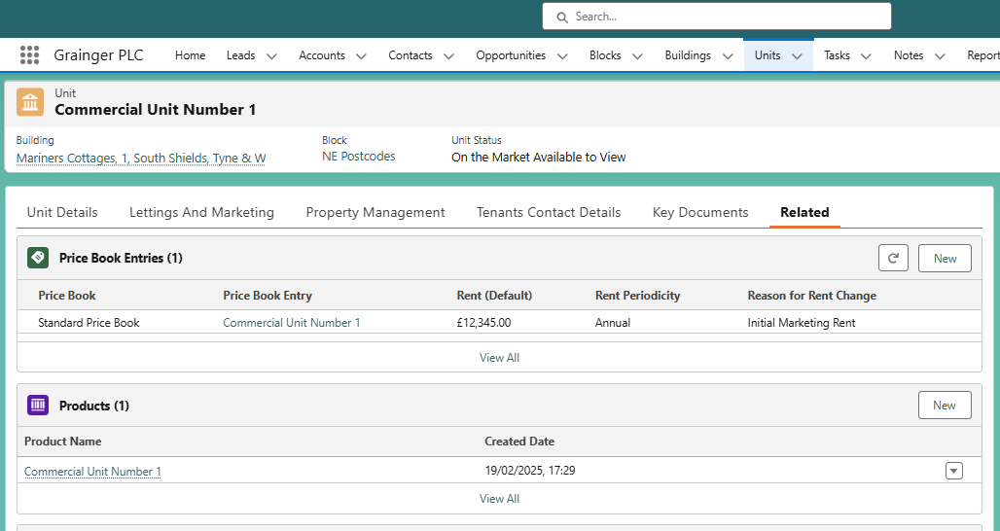 Search...
Grainger PLC Home Leads Accounts Contacts Opportunities Blocks Buildings Units Tasks Notes Report
Unit
Commercial Unit Number 1
Building Block Unit Status
Mariners Cottages, 1, South Shields, Tyne & W NE Postcodes On the Market Available to View
Unit Details Lettings And Marketing Property Management Tenants Contact Details Key Documents Related
Price Book Entries (1) New
Price Book Price Book Entry Rent (Default) Rent Periodicity Reason for Rent Change
Standard Price Book Commercial Unit Number 1 £12,345.00 Annual Initial Marketing Rent
View All
Products (1) New
Product Name Created Date
Commercial Unit Number 1 19/02/2025, 17:29
View All